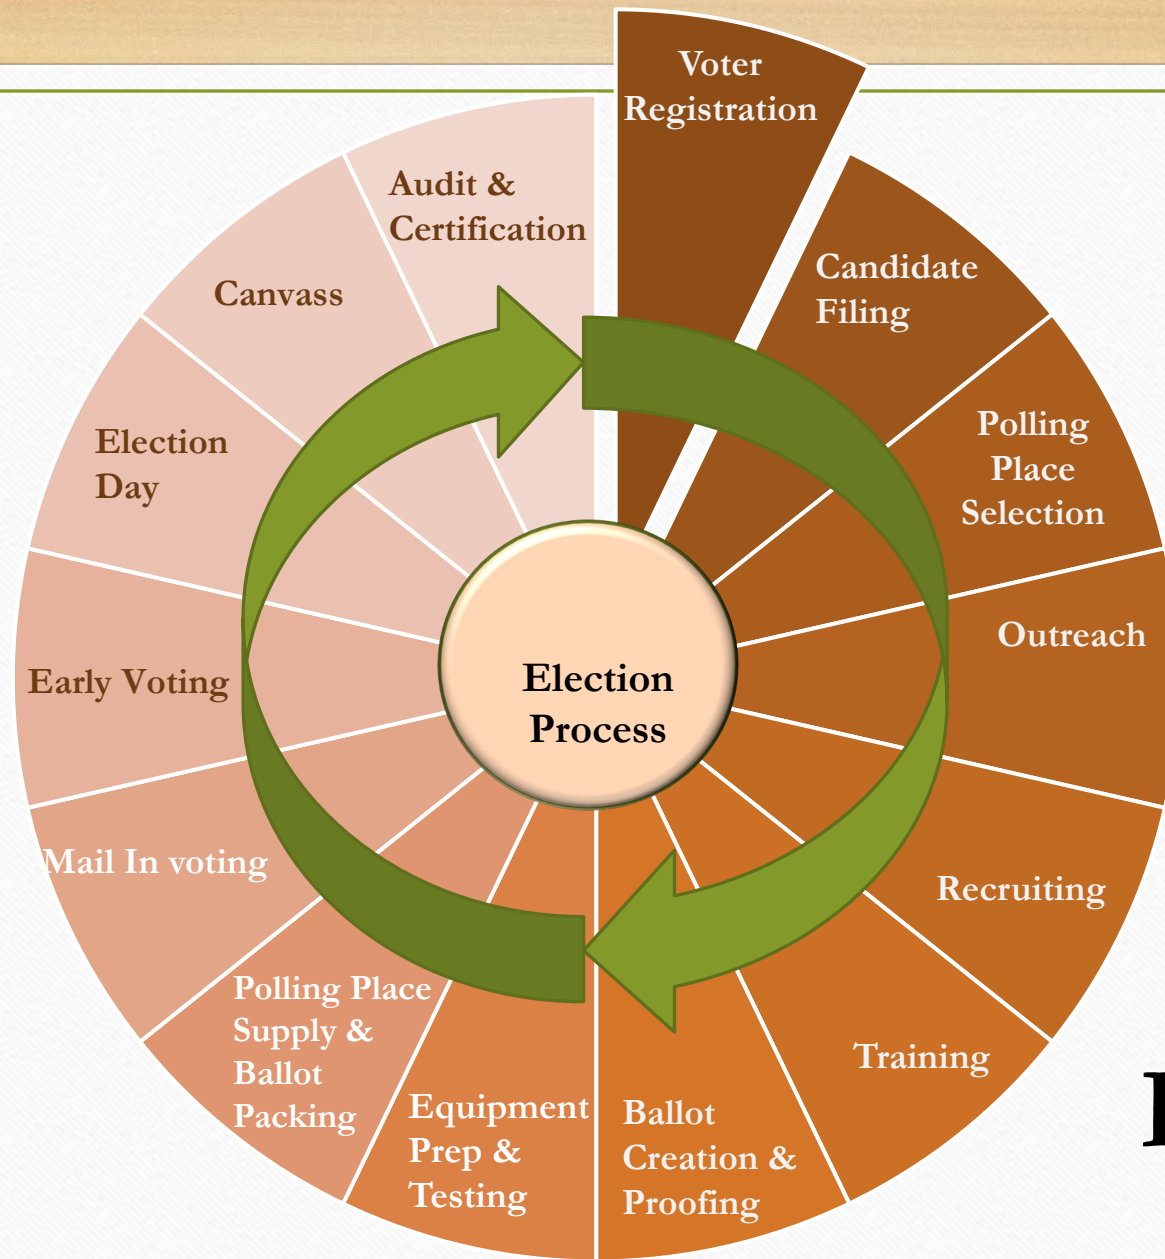 Voter
Registration
Candidate
Filing
Polling
Place
Selection
Outreach
Recruiting
Training
Ballot
Creation &
Proofing
Equipment
Prep &
Testing
Polling Place
Supply &
Ballot
Packing
Mail In voting
Early Voting
Election
Day
Canvass
Audit &
Certification
Election
Process